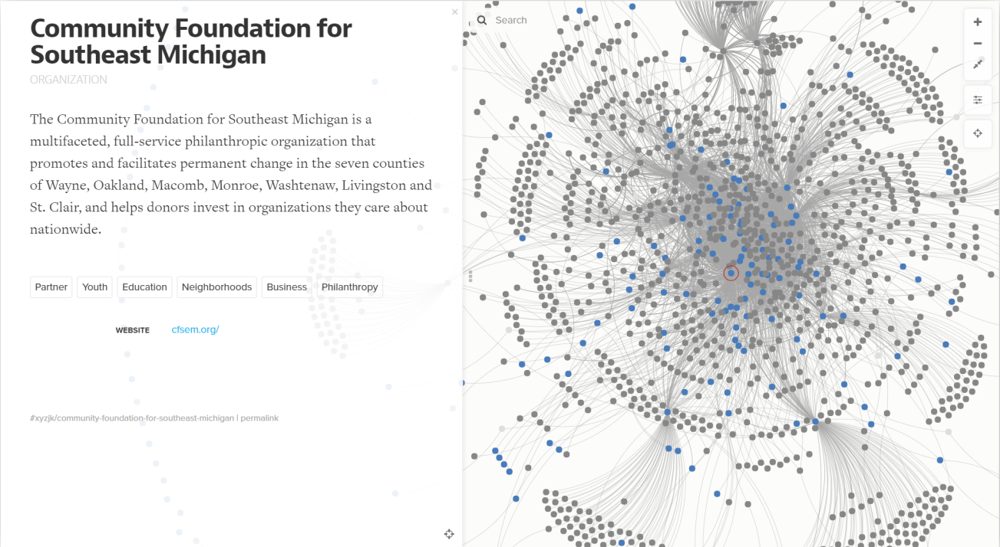 Community Foundation for
Southeast Michigan
ORGANIZATION
The Community Foundation for Southeast Michigan is a
multifaceted, full-service philanthropic organization that
promotes and facilitates permanent change in the seven counties
of Wayne, Oakland, Macomb, Monroe, Washtenaw, Livingston and
St. Clair, and helps donors invest in organizations they care about
nationwide.
Partner Youth Education Neighborhoods Business Philanthropy
WEBSITE cfsem.org/
#xyzjk/community-foundation-for-southeast-michigan | permalink
Search